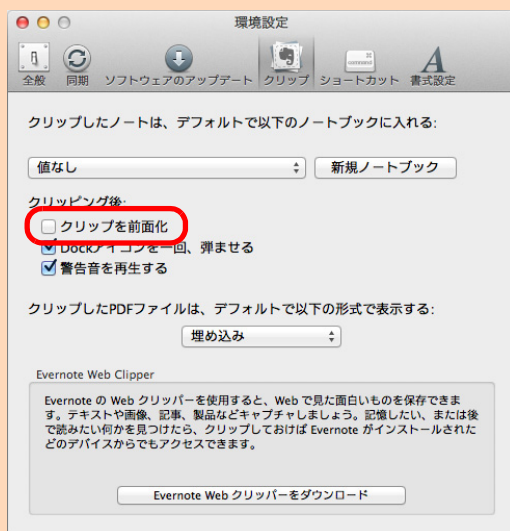 環境設定
全般 同期 ソフトウェアのアップデート クリップ ショートカット 書式設定
クリップしたノートは、デフォルトで以下のノートブックに入れる:
値なし 新規ノートブック
クリッピング後:
クリップを前面化
Dockアイコンを一回、弾ませる
警告音を再生する
クリップしたPDFファイルは、デフォルトで以下の形式で表示する:
埋め込み
Evernote Web Clipper
Evernote の Web クリッパーを使用すると、Web で見た面白いものを保存できま
す。テキストや画像、記事、製品などキャプチャしましょう。記憶したい、または後
で読みたい何かを見つけたら、クリップしておけば Evernote がインストールされた
どのデバイスからでもアクセスできます。
Evernote Web クリッパーをダウンロード